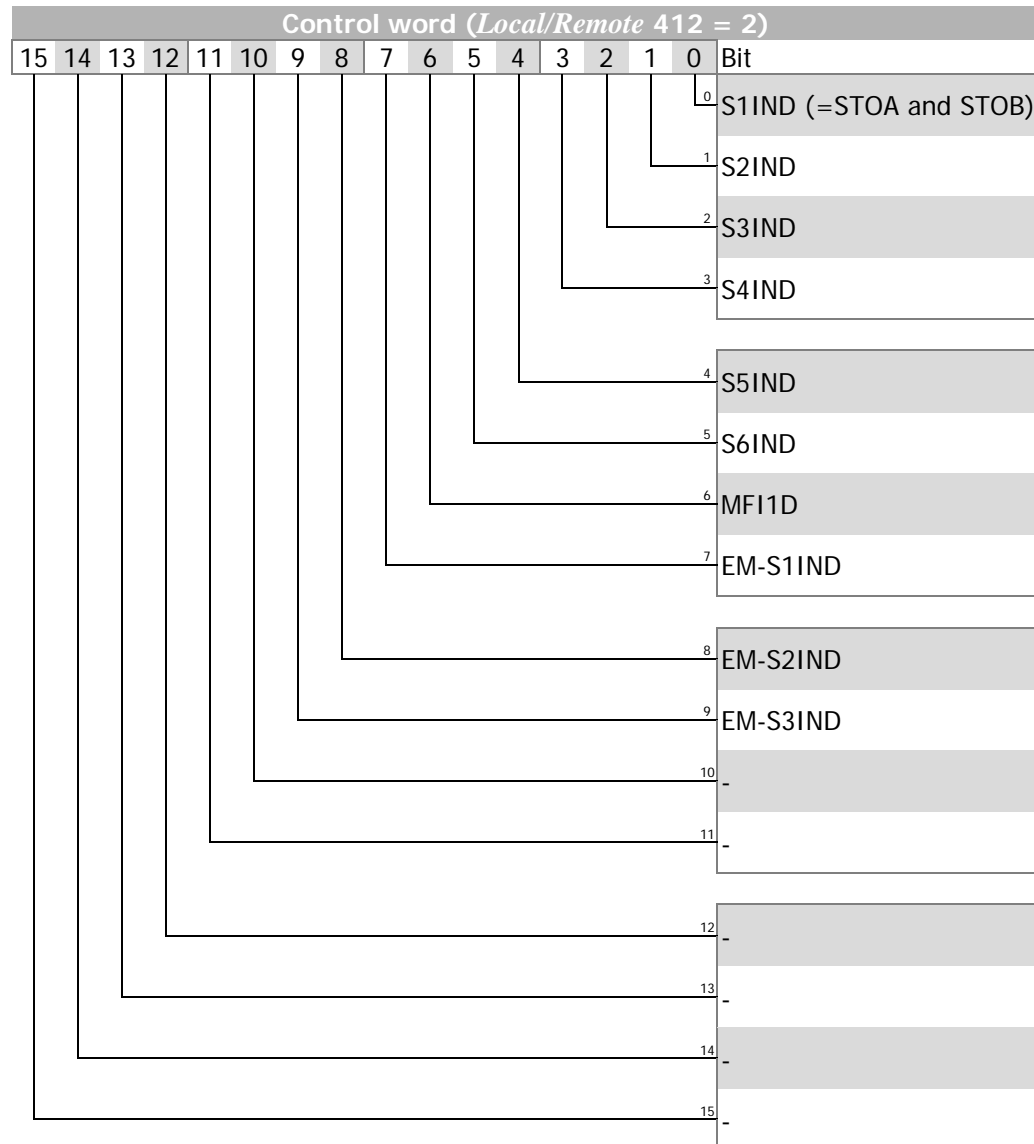 Control word (Local/Remote 412 = 2)
15 14 13 12 11 10 9 8 7 6 5 4 3 2 1 0 Bit
0 S1IND (=STOA and STOB)
1 S2IND
2 S3IND
3 S4IND
4 S5IND
5 S6IND
6 MFI1D
7 EM-S1IND
8 EM-S2IND
9 EM-S3IND
10 -
11 -
12 -
13 -
14 -
15 -